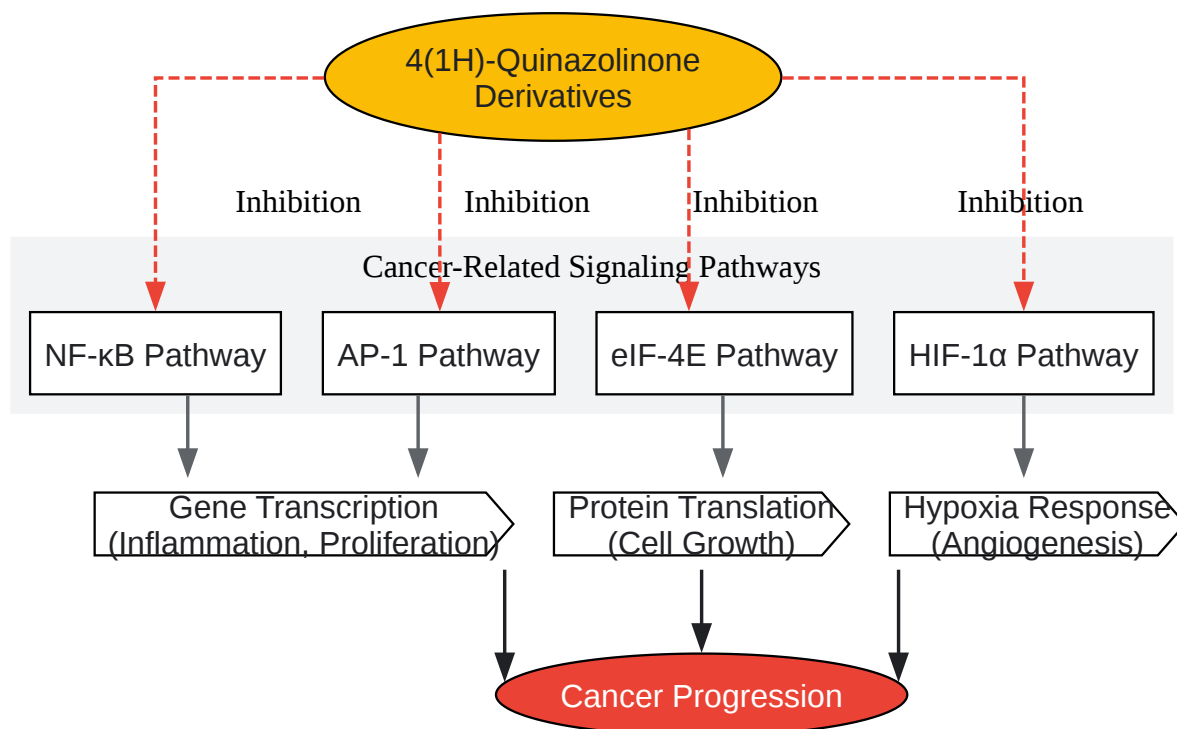 4(1H)-Quinazolinone
Derivatives
Inhibition
Inhibition
Inhibition
Inhibition
Cancer-Related Signaling Pathways
NF-κB Pathway
AP-1 Pathway
eIF-4E Pathway
HIF-1α Pathway
Gene Transcription
(Inflammation, Proliferation)
Protein Translation
(Cell Growth)
Hypoxia Response
(Angiogenesis)
Cancer Progression